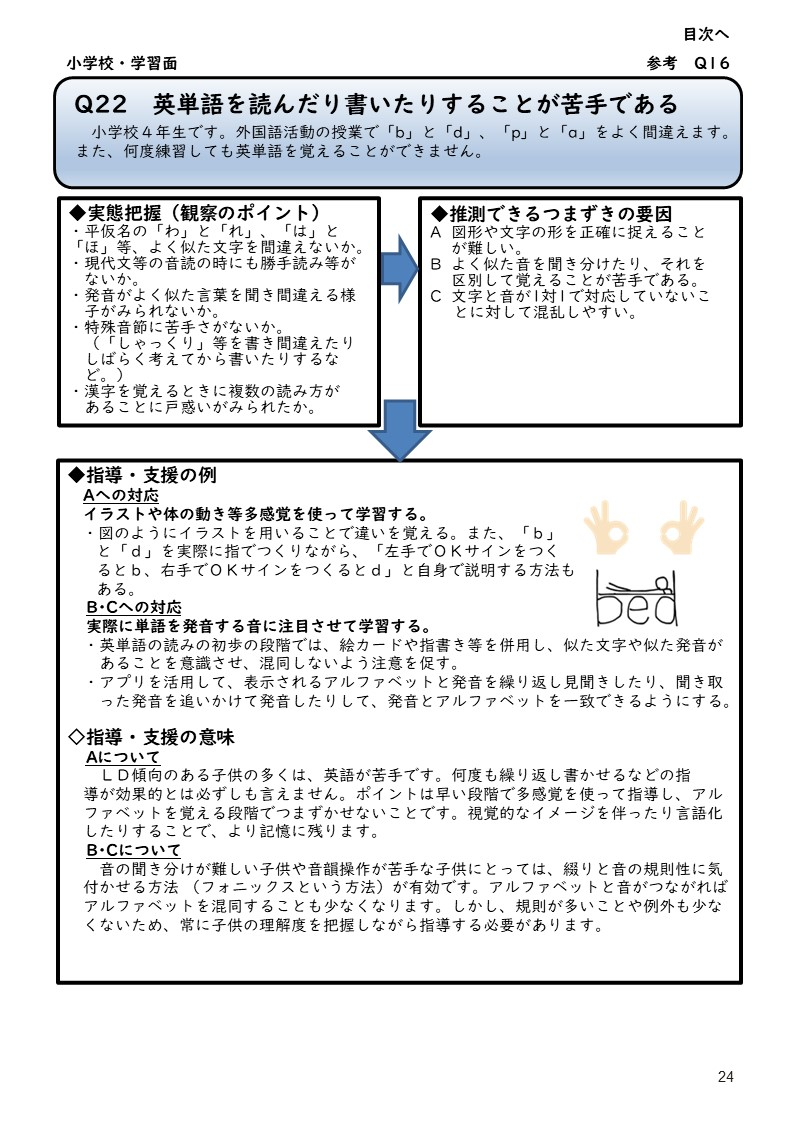 目次へ
小学校・学習面
参考　Q16
Q22　英単語を読んだり書いたりすることが苦手である
小学校４年生です。外国語活動の授業で「b」と「d」、「p」と「q」をよく間違えます。
また、何度練習しても英単語を覚えることができません。
◆実態把握（観察のポイント）
・平仮名の「わ」と「れ」、「は」と
「ほ」等、よく似た文字を間違えないか。
・現代文等の音読の時にも勝手読み等が
ないか。
・発音がよく似た言葉を聞き間違える様
子がみられないか。
・特殊音節に苦手さがないか。
（「しゃっくり」等を書き間違えたり
しばらく考えてから書いたりするな
ど。）
・漢字を覚えるときに複数の読み方が
あることに戸惑いがみられたか。
◆推測できるつまずきの要因
A　図形や文字の形を正確に捉えること
が難しい。
B　よく似た音を聞き分けたり、それを
区別して覚えることが苦手である。
C　文字と音が1対1で対応していないこ
とに対して混乱しやすい。
◆指導・支援の例
Aへの対応
イラストや体の動き等多感覚を使って学習する。
・図のようにイラストを用いることで違いを覚える。また、「ｂ」
と「ｄ」を実際に指でつくりながら、「左手でＯＫサインをつく
るとｂ、右手でＯＫサインをつくるとｄ」と自身で説明する方法も
ある。
bed
B・Cへの対応
実際に単語を発音する音に注目させて学習する。
・英単語の読みの初歩の段階では、絵カードや指書き等を併用し、似た文字や似た発音が
あることを意識させ、混同しないよう注意を促す。
・アプリを活用して、表示されるアルファベットと発音を繰り返し見聞きしたり、聞き取
った発音を追いかけて発音したりして、発音とアルファベットを一致できるようにする。
◇指導・支援の意味
Aについて
ＬＤ傾向のある子供の多くは、英語が苦手です。何度も繰り返し書かせるなどの指
導が効果的とは必ずしも言えません。ポイントは早い段階で多感覚を使って指導し、アル
ファベットを覚える段階でつまずかせないことです。視覚的なイメージを伴ったり言語化
したりすることで、より記憶に残ります。
B・Cについて
音の聞き分けが難しい子供や音韻操作が苦手な子供にとっては、綴りと音の規則性に気
付かせる方法 （フォニックスという方法）が有効です。アルファベットと音がつながれば
アルファベットを混同することも少なくなります。しかし、規則が多いことや例外も少な
くないため、常に子供の理解度を把握しながら指導する必要があります。
24